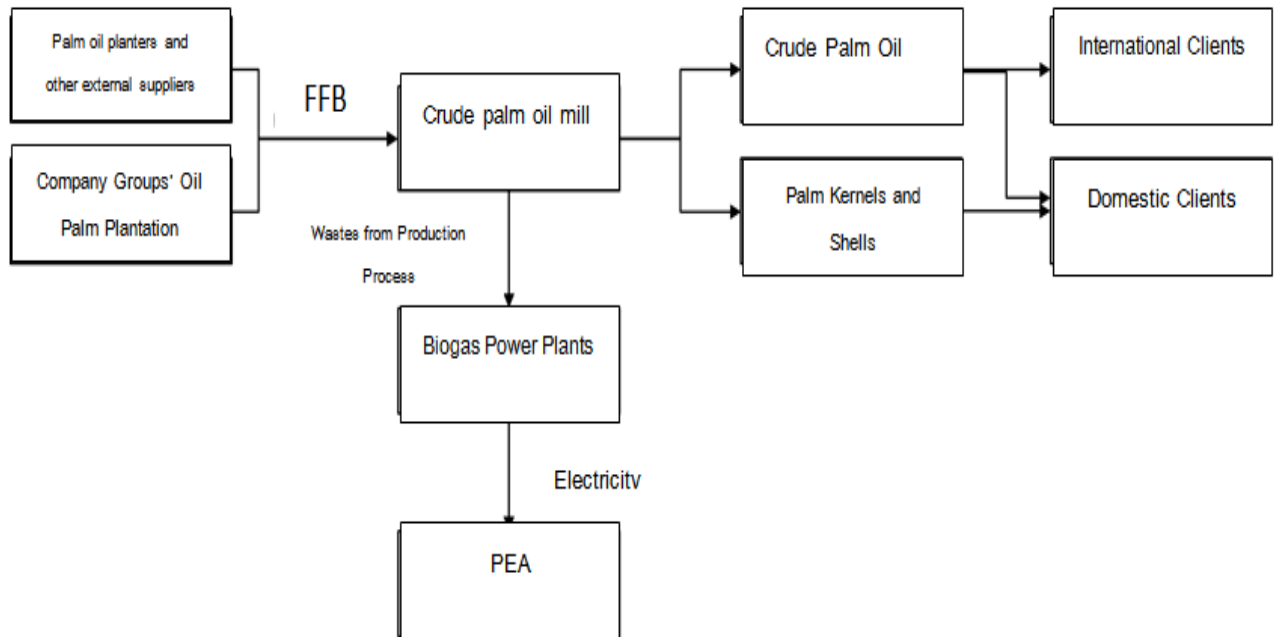 Palm oil planters and
other external suppliers
Company Groups' Oil
Palm Plantation
FFB
Crude palm oil mill
Wastes from Production
Process
Biogas Power Plants
Electricity
PEA
Crude Palm Oil
Palm Kernels and
Shells
International Clients
Domestic Clients